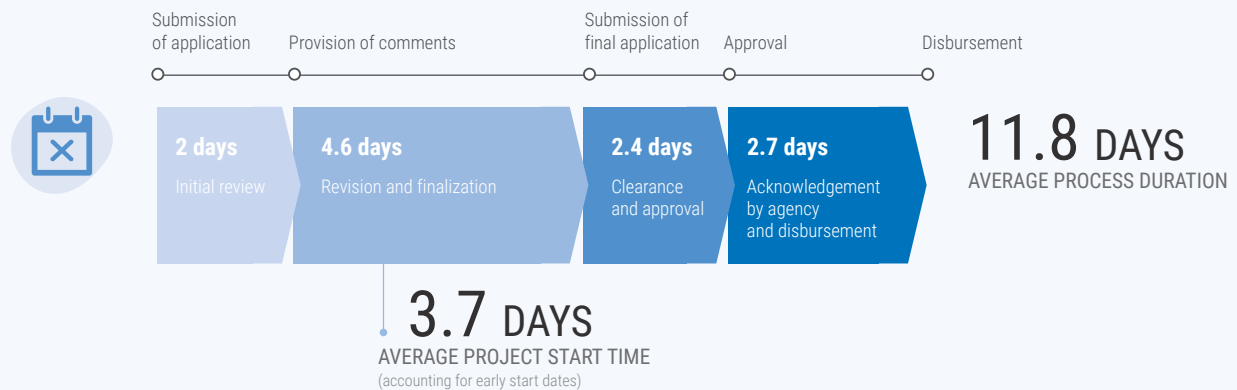 Submission
of application
Provision of comments
Submission of
final application
Approval
Disbursement
2 days
Initial review
4.6 days
Revision and finalization
2.4 days
Clearance
and approval
2.7 days
Acknowledgement
by agency
and disbursement
11.8 DAYS
AVERAGE PROCESS DURATION
3.7 DAYS
AVERAGE PROJECT START TIME
(accounting for early start dates)